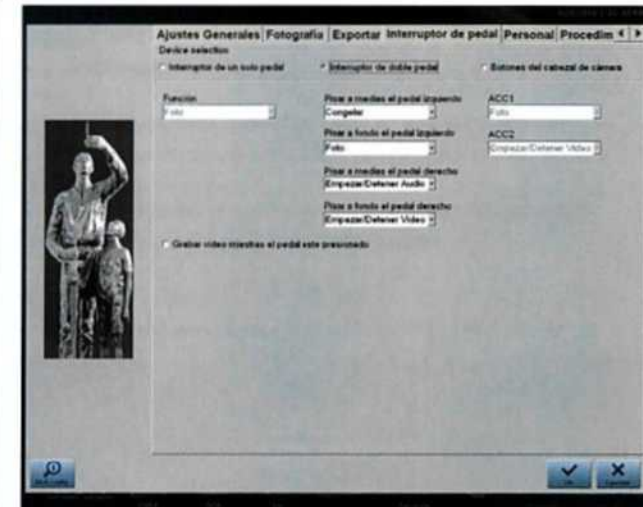 Ajustes Generales Fotografía Exportar Interruptor de pedal Personal Procedim
Device selection
Interruptor de un solo pedal
Interruptor de doble pedal
Botones del cabezal de cámara
Función
Foto
Pisar a medias el pedal izquierdo
Congelar
Pisar a fondo el pedal izquierdo
Foto
Pisar a medias el pedal derecho
Empezar/Detener Audio
Pisar a fondo el pedal derecho
Empezar/Detener Video
ACC1
Foto
ACC2
Empezar/Detener Video
Grabar video mientras el pedal este presionado